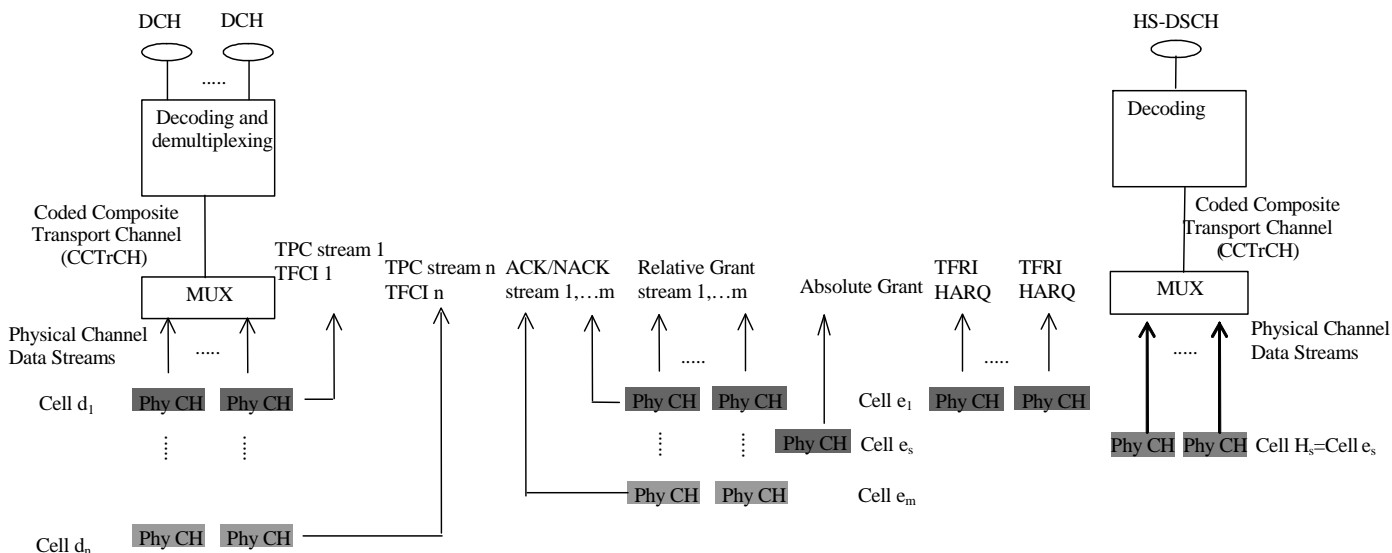 DCH
DCH
HS-DSCH
.....
Decoding and
demultiplexing
Decoding
Coded Composite
Transport Channel
(CCTrCH)
Coded Composite
Transport Channel
(CCTrCH)
TPC stream 1
TFCI 1
TPC stream n
TFCI n
ACK/NACK
stream 1,…m
Relative Grant
stream 1,…m
Absolute Grant
TFRI
HARQ
TFRI
HARQ
MUX
MUX
Physical Channel
Data Streams
.....
.....
.....
.....
Physical Channel
Data Streams
Cell d1
Phy CH
Phy CH
Phy CH
Phy CH
Cell e1
Phy CH
Phy CH
.....
.....
.....
.....
Phy CH
Cell es
Phy CH
Phy CH
Cell Hs=Cell es
Phy CH
Phy CH
Cell em
Cell dn
Phy CH
Phy CH